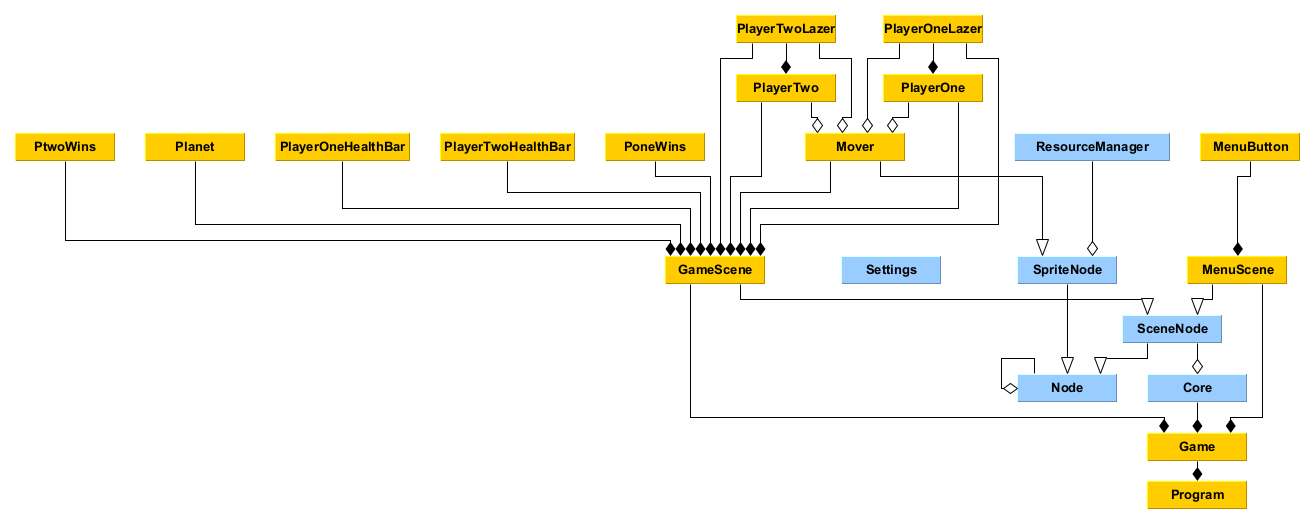 PlayerTwoLazer
PlayerOneLazer
PlayerTwo
PlayerOne
PtwoWins
Planet
PlayerOneHealthBar
PlayerTwoHealthBar
PoneWins
Mover
ResourceManager
MenuButton
GameScene
Settings
SpriteNode
MenuScene
SceneNode
Node
Core
Game
Program